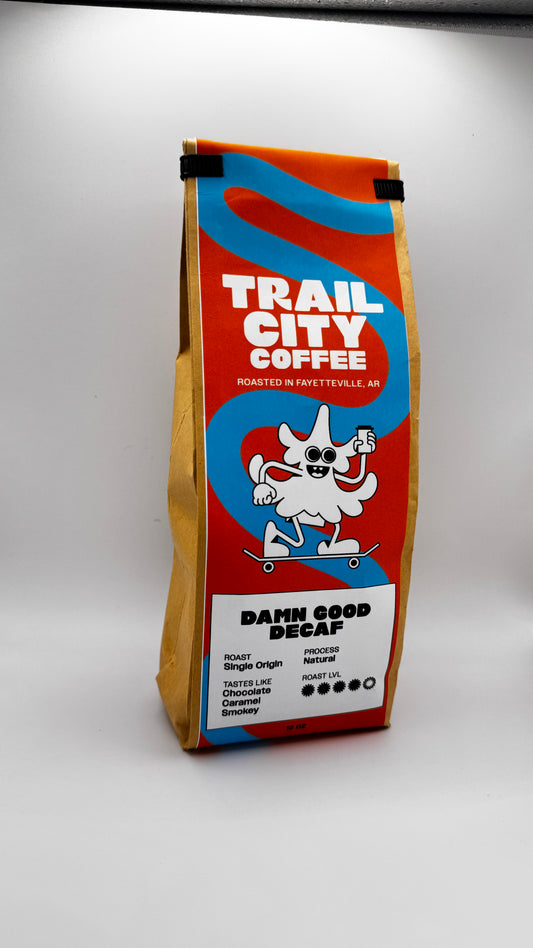 TRAIL
CITY
COFFEE
ROASTED IN FAYETTEVILLE, AR
DAMN GOOD
DECAF
ROAST
Single Origin
PROCESS
Natural
TASTES LIKE
Chocolate
Caramel
Smokey
ROAST LVL